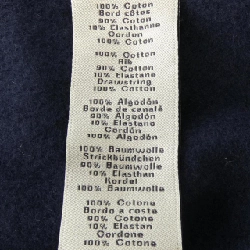 100% Coton
Bord côtes
90% Coton
10% Elasthanne
Cordon
100% Coton
100% Cotton
Rib
90% Cotton
10% Elastane
Drawstring
100% Cotton
100% Algodón
Borde de canalé
90% Algodón
10% Elastano
Cordón
100% Algodón
100% Baumwolle
Strickbündchen
90% Baumwolle
10% Elasthan
Kordel
100% Baumwolle
100% Cotone
Bordo a coste
90% Cotone
10% Elastan
Cordone
100% Cotone